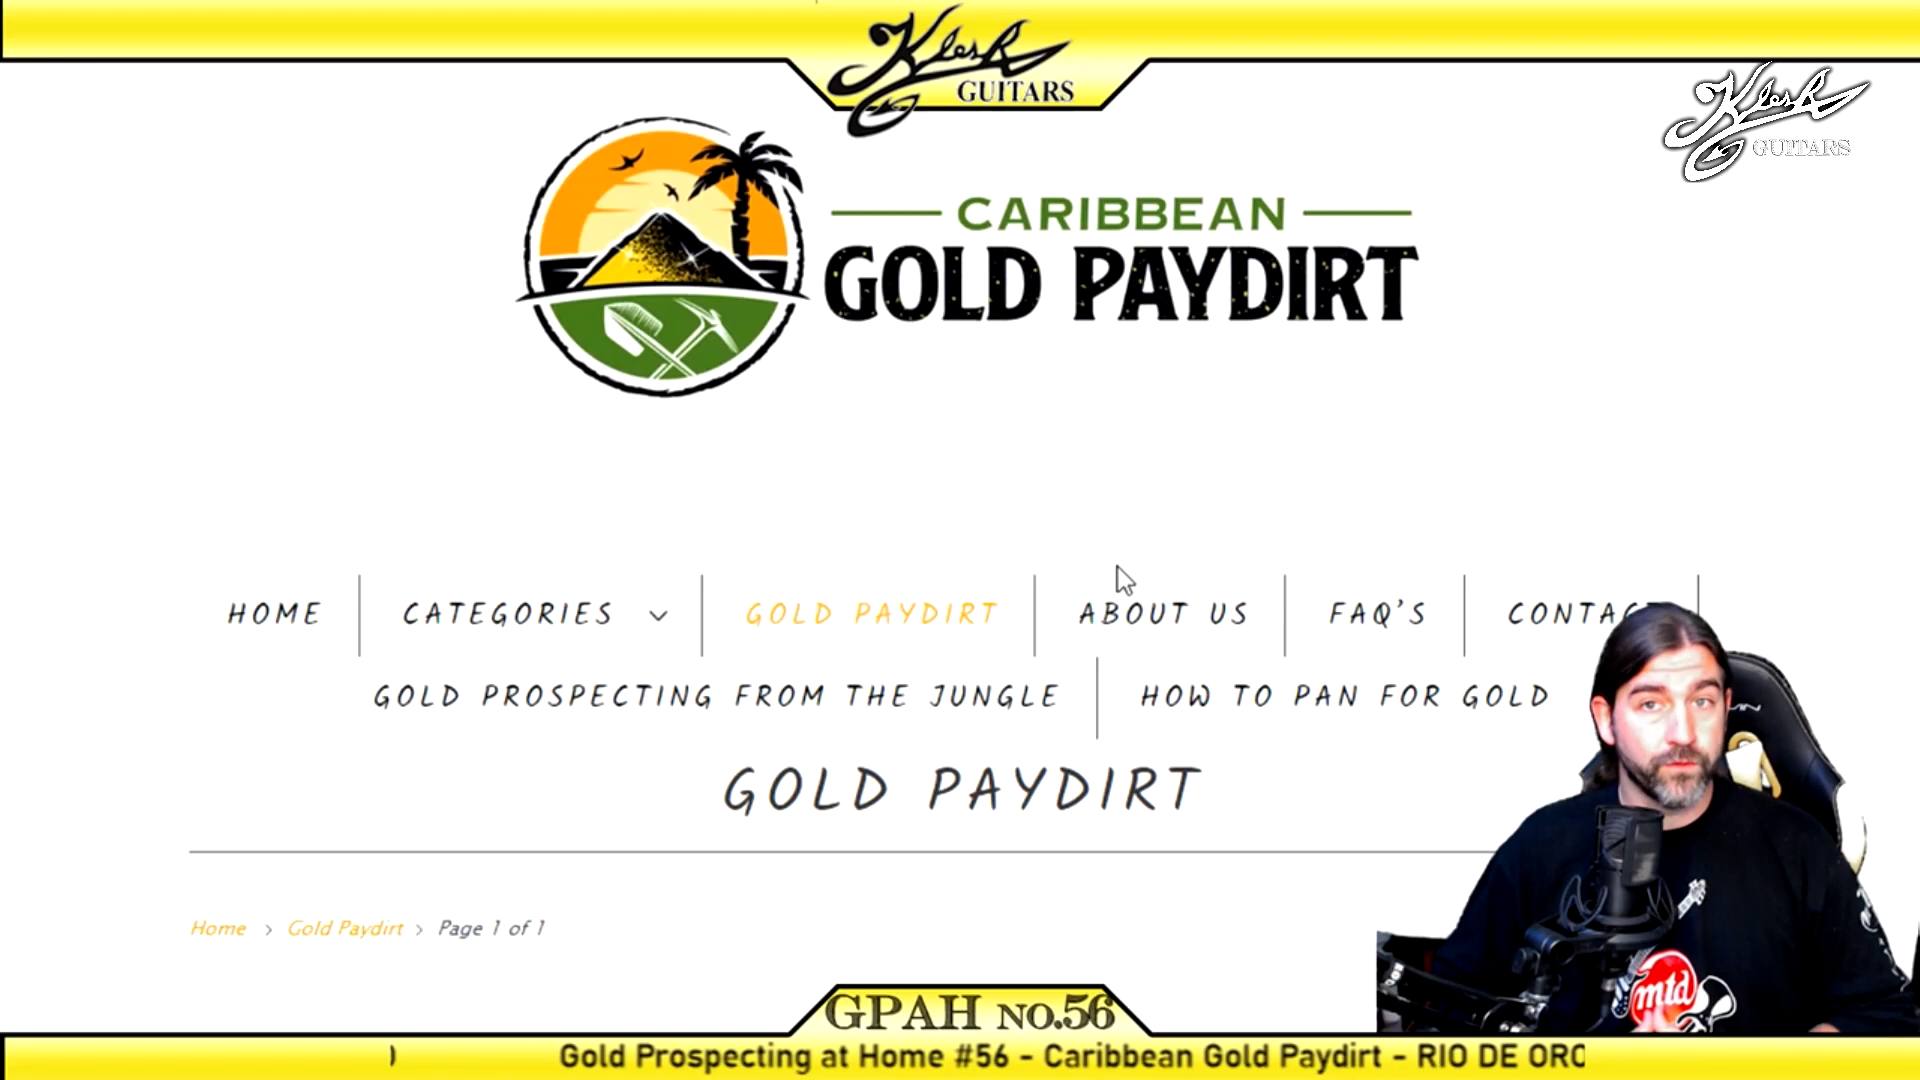 Klesh
GUITARS
Klesh
GUITARS
CARIBBEAN
GOLD PAYDIRT
HOME
CATEGORIES
GOLD PAYDIRT
ABOUT US
FAQ'S
CONTAC
GOLD PROSPECTING FROM THE JUNGLE
HOW TO PAN FOR GOLD
GOLD PAYDIRT
Home > Gold Paydirt > Page 1 of 1
mtd
GPAH NO.56
) Gold Prospecting at Home #56 - Caribbean Gold Paydirt - RIO DE ORO